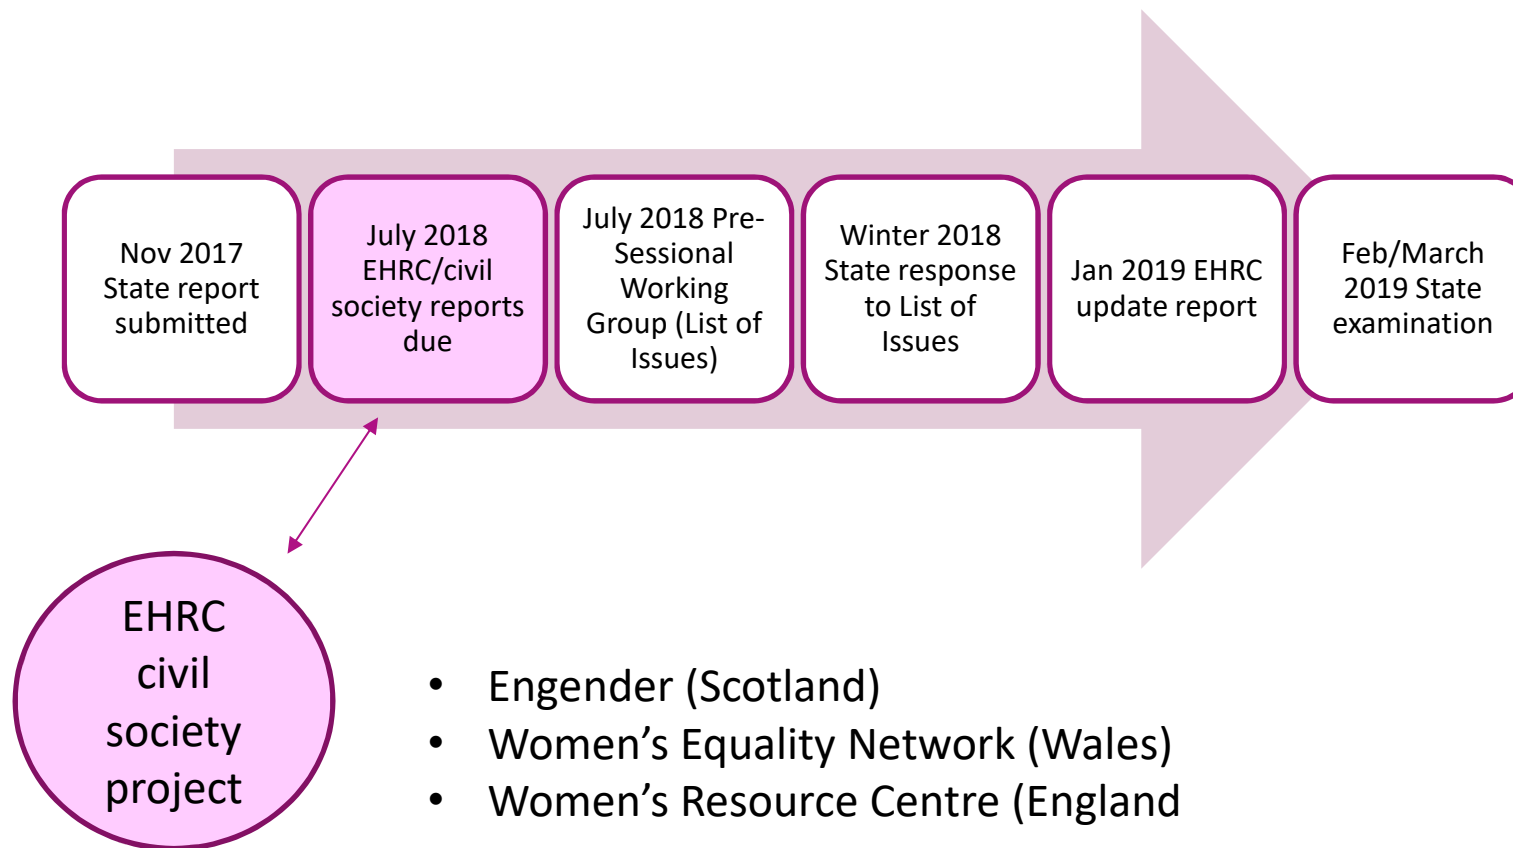 Nov 2017
State report
submitted
July 2018
EHRC/civil
society reports
due
July 2018 Pre-
Sessional
Working
Group (List of
Issues)
Winter 2018
State response
to List of
Issues
Jan 2019 EHRC
update report
Feb/March
2019 State
examination
EHRC
civil
society
project
• Engender (Scotland)
• Women’s Equality Network (Wales)
• Women’s Resource Centre (England